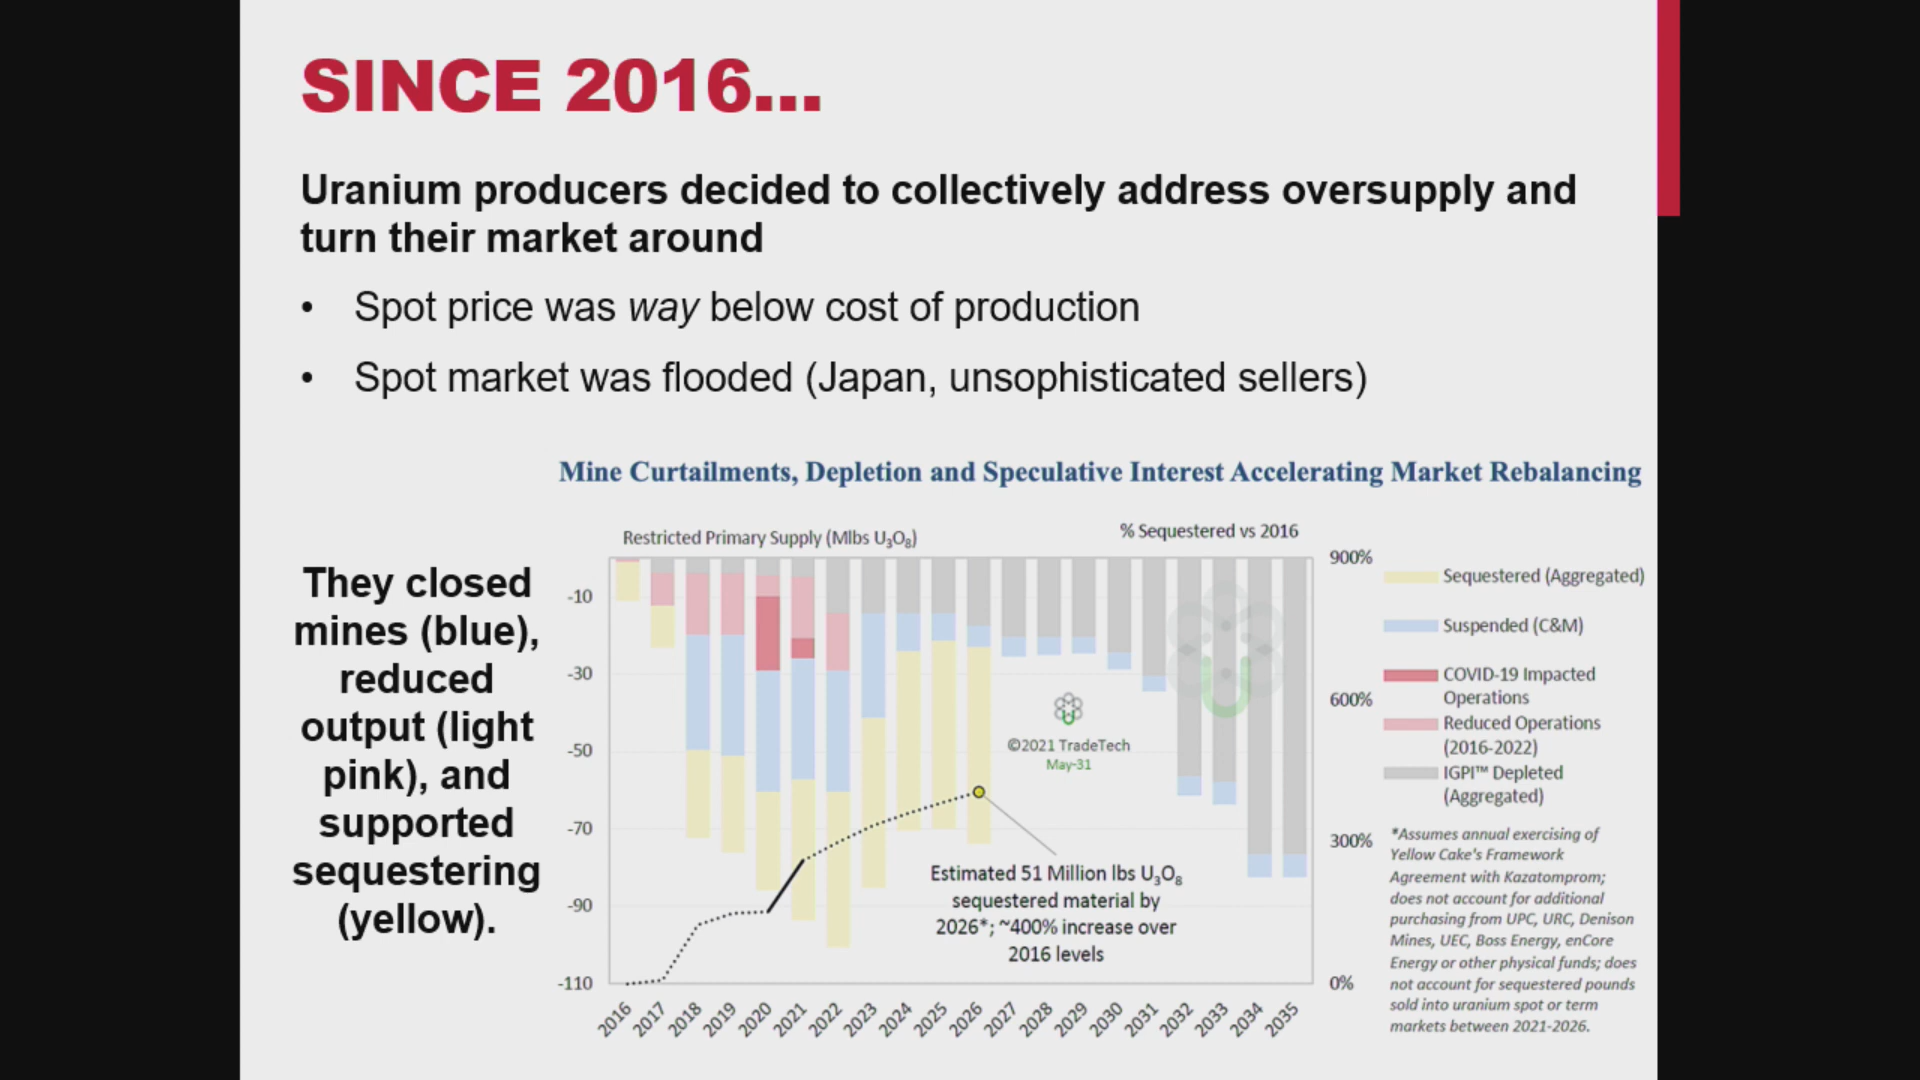 SINCE 2016...
Uranium producers decided to collectively address oversupply and
turn their market around
• Spot price was way below cost of production
• Spot market was flooded (Japan, unsophisticated sellers)
They closed
mines (blue),
reduced
output (light
pink), and
supported
sequestering
(yellow).
Mine Curtailments, Depletion and Speculative Interest Accelerating Market Rebalancing
Restricted Primary Supply (Mlbs U₃O₈)
% Sequestered vs 2016
-10
-30
-50
-70
-90
-110
900%
600%
300%
0%
©2021 TradeTech
May-31
Estimated 51 Million lbs U₃O₈
sequestered material by
2026*; ~400% increase over
2016 levels
2016
2017
2018
2019
2020
2021
2022
2023
2024
2025
2026
2027
2028
2029
2030
2031
2032
2033
2034
2035
Sequestered (Aggregated)
Suspended (C&M)
COVID-19 Impacted
Operations
Reduced Operations
(2016-2022)
IGPI™ Depleted
(Aggregated)
*Assumes annual exercising of
Yellow Cake's Framework
Agreement with Kazatomprom;
does not account for additional
purchasing from UPC, URC, Denison
Mines, UEC, Boss Energy, enCore
Energy or other physical funds; does
not account for sequestered pounds
sold into uranium spot or term
markets between 2021-2026.